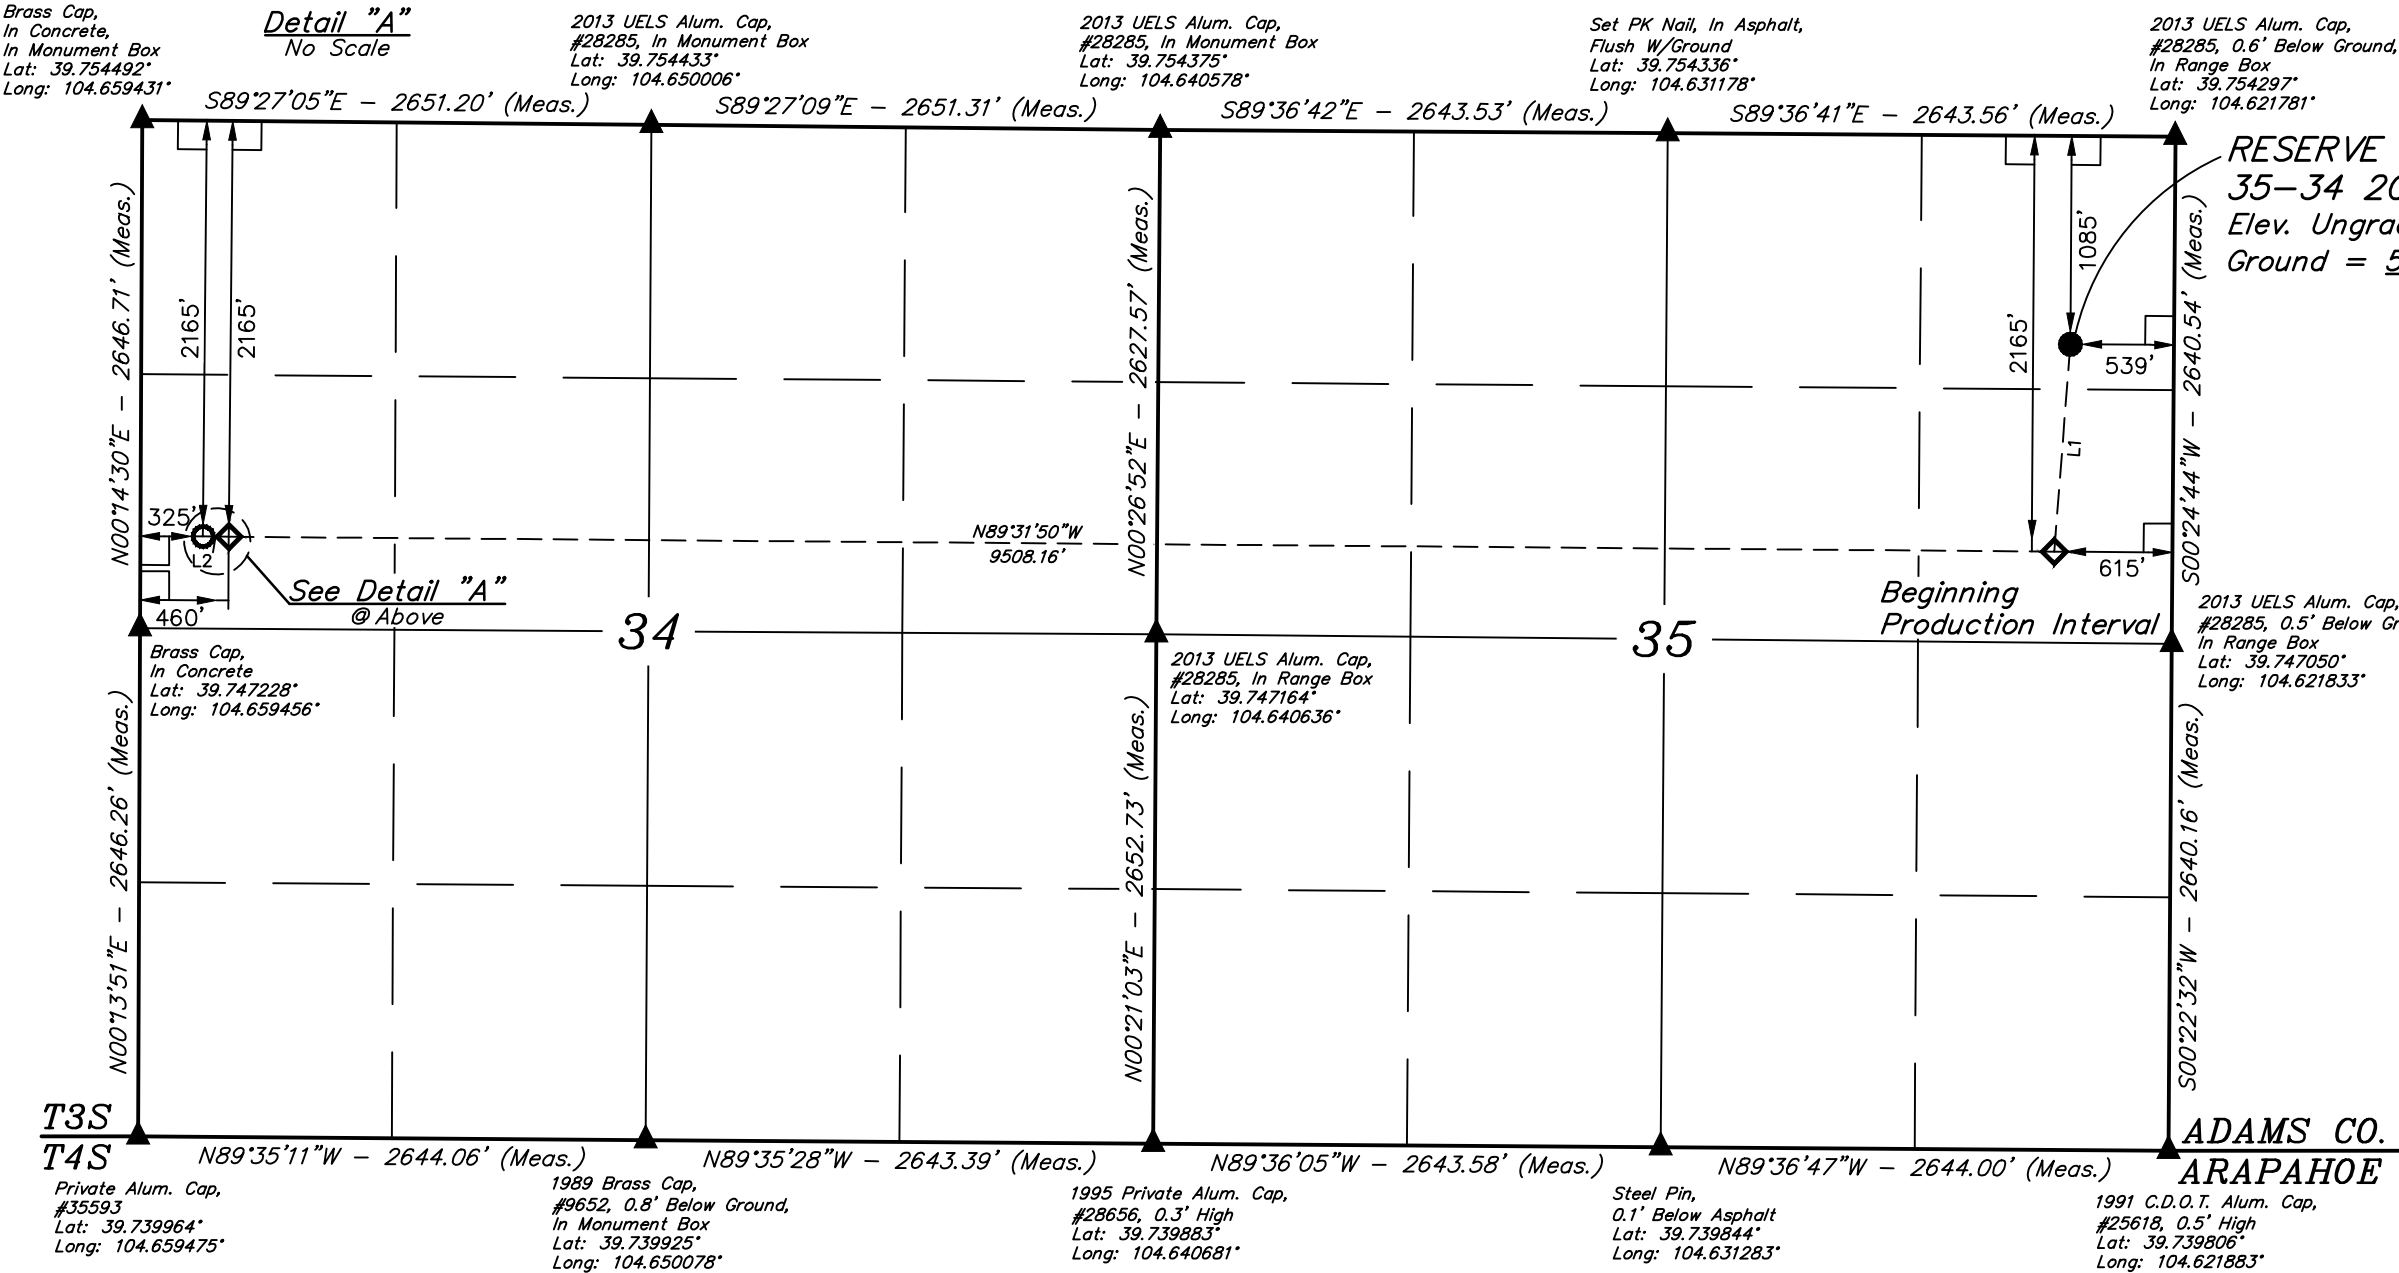 Brass Cap,
In Concrete,
In Monument Box
Lat: 39.754492°
Long: 104.659431°
Detail "A"
No Scale
2013 UELS Alum. Cap,
#28285, In Monument Box
Lat: 39.754433°
Long: 104.650006°
2013 UELS Alum. Cap,
#28285, In Monument Box
Lat: 39.754375°
Long: 104.640578°
Set PK Nail, In Asphalt,
Flush W/Ground
Lat: 39.754336°
Long: 104.631178°
2013 UELS Alum. Cap,
#28285, 0.6' Below Ground,
In Range Box
Lat: 39.754297°
Long: 104.621781°
S89°27'05"E - 2651.20' (Meas.)
S89°27'09"E - 2651.31' (Meas.)
S89°36'42"E - 2643.53' (Meas.)
S89°36'41"E - 2643.56' (Meas.)
RESERVE
35-34 20
Elev. Ungra
Ground = 5
N00°14'30"E - 2646.71' (Meas.)
2165'
2165'
N00°26'52"E - 2627.57' (Meas.)
2165'
1085'
539'
L1
S00°24'44"W - 2640.54' (Meas.)
325'
L2
460'
See Detail "A"
@ Above
N89°31'50"W
9508.16'
615'
Beginning
Production Interval
34
35
Brass Cap,
In Concrete
Lat: 39.747228°
Long: 104.659456°
2013 UELS Alum. Cap,
#28285, In Range Box
Lat: 39.747164°
Long: 104.640636°
2013 UELS Alum. Cap,
#28285, 0.5' Below Gr
In Range Box
Lat: 39.747050°
Long: 104.621833°
N00°13'51"E - 2646.26' (Meas.)
N00°21'03"E - 2652.73' (Meas.)
S00°22'32"W - 2640.16' (Meas.)
T3S
T4S
ADAMS CO.
ARAPAHOE
N89°35'11"W - 2644.06' (Meas.)
N89°35'28"W - 2643.39' (Meas.)
N89°36'05"W - 2643.58' (Meas.)
N89°36'47"W - 2644.00' (Meas.)
Private Alum. Cap,
#35593
Lat: 39.739964°
Long: 104.659475°
1989 Brass Cap,
#9652, 0.8' Below Ground,
In Monument Box
Lat: 39.739925°
Long: 104.650078°
1995 Private Alum. Cap,
#28656, 0.3' High
Lat: 39.739883°
Long: 104.640681°
Steel Pin,
0.1' Below Asphalt
Lat: 39.739844°
Long: 104.631283°
1991 C.D.O.T. Alum. Cap,
#25618, 0.5' High
Lat: 39.739806°
Long: 104.621883°